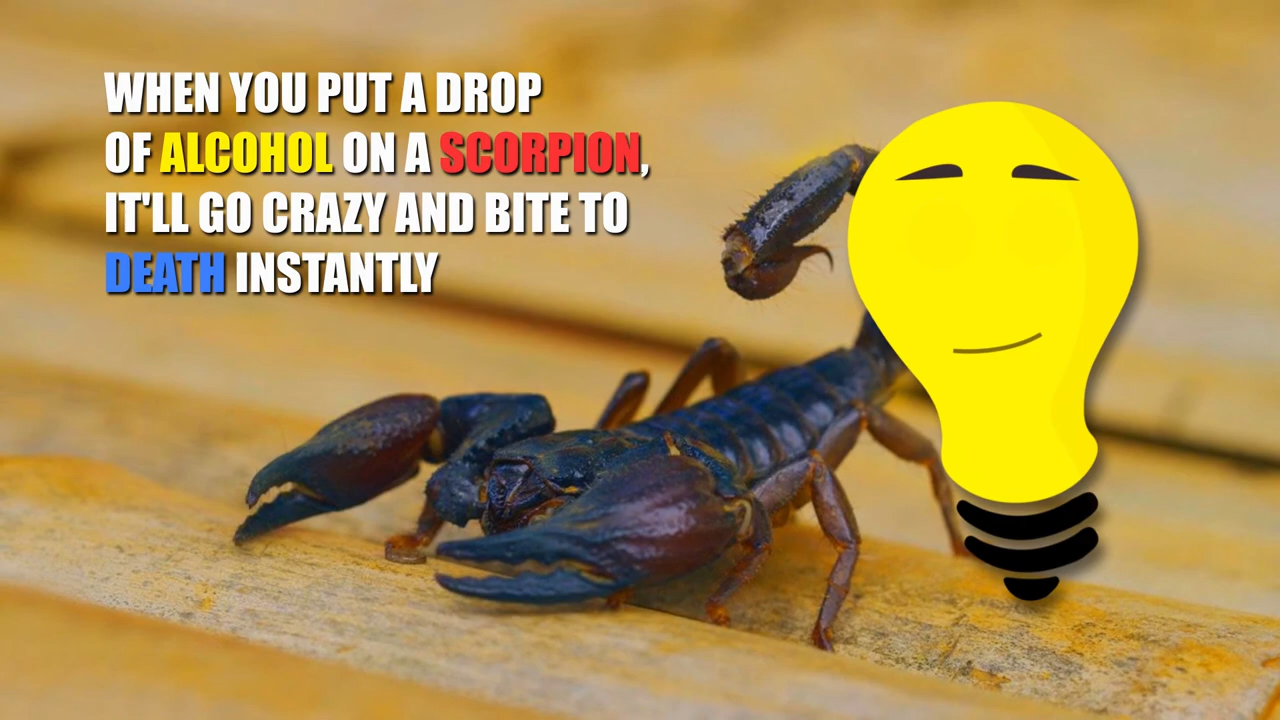 WHEN YOU PUT A DROP
OF ALCOHOL ON A SCORPION,
IT'LL GO CRAZY AND BITE TO
DEATH INSTANTLY